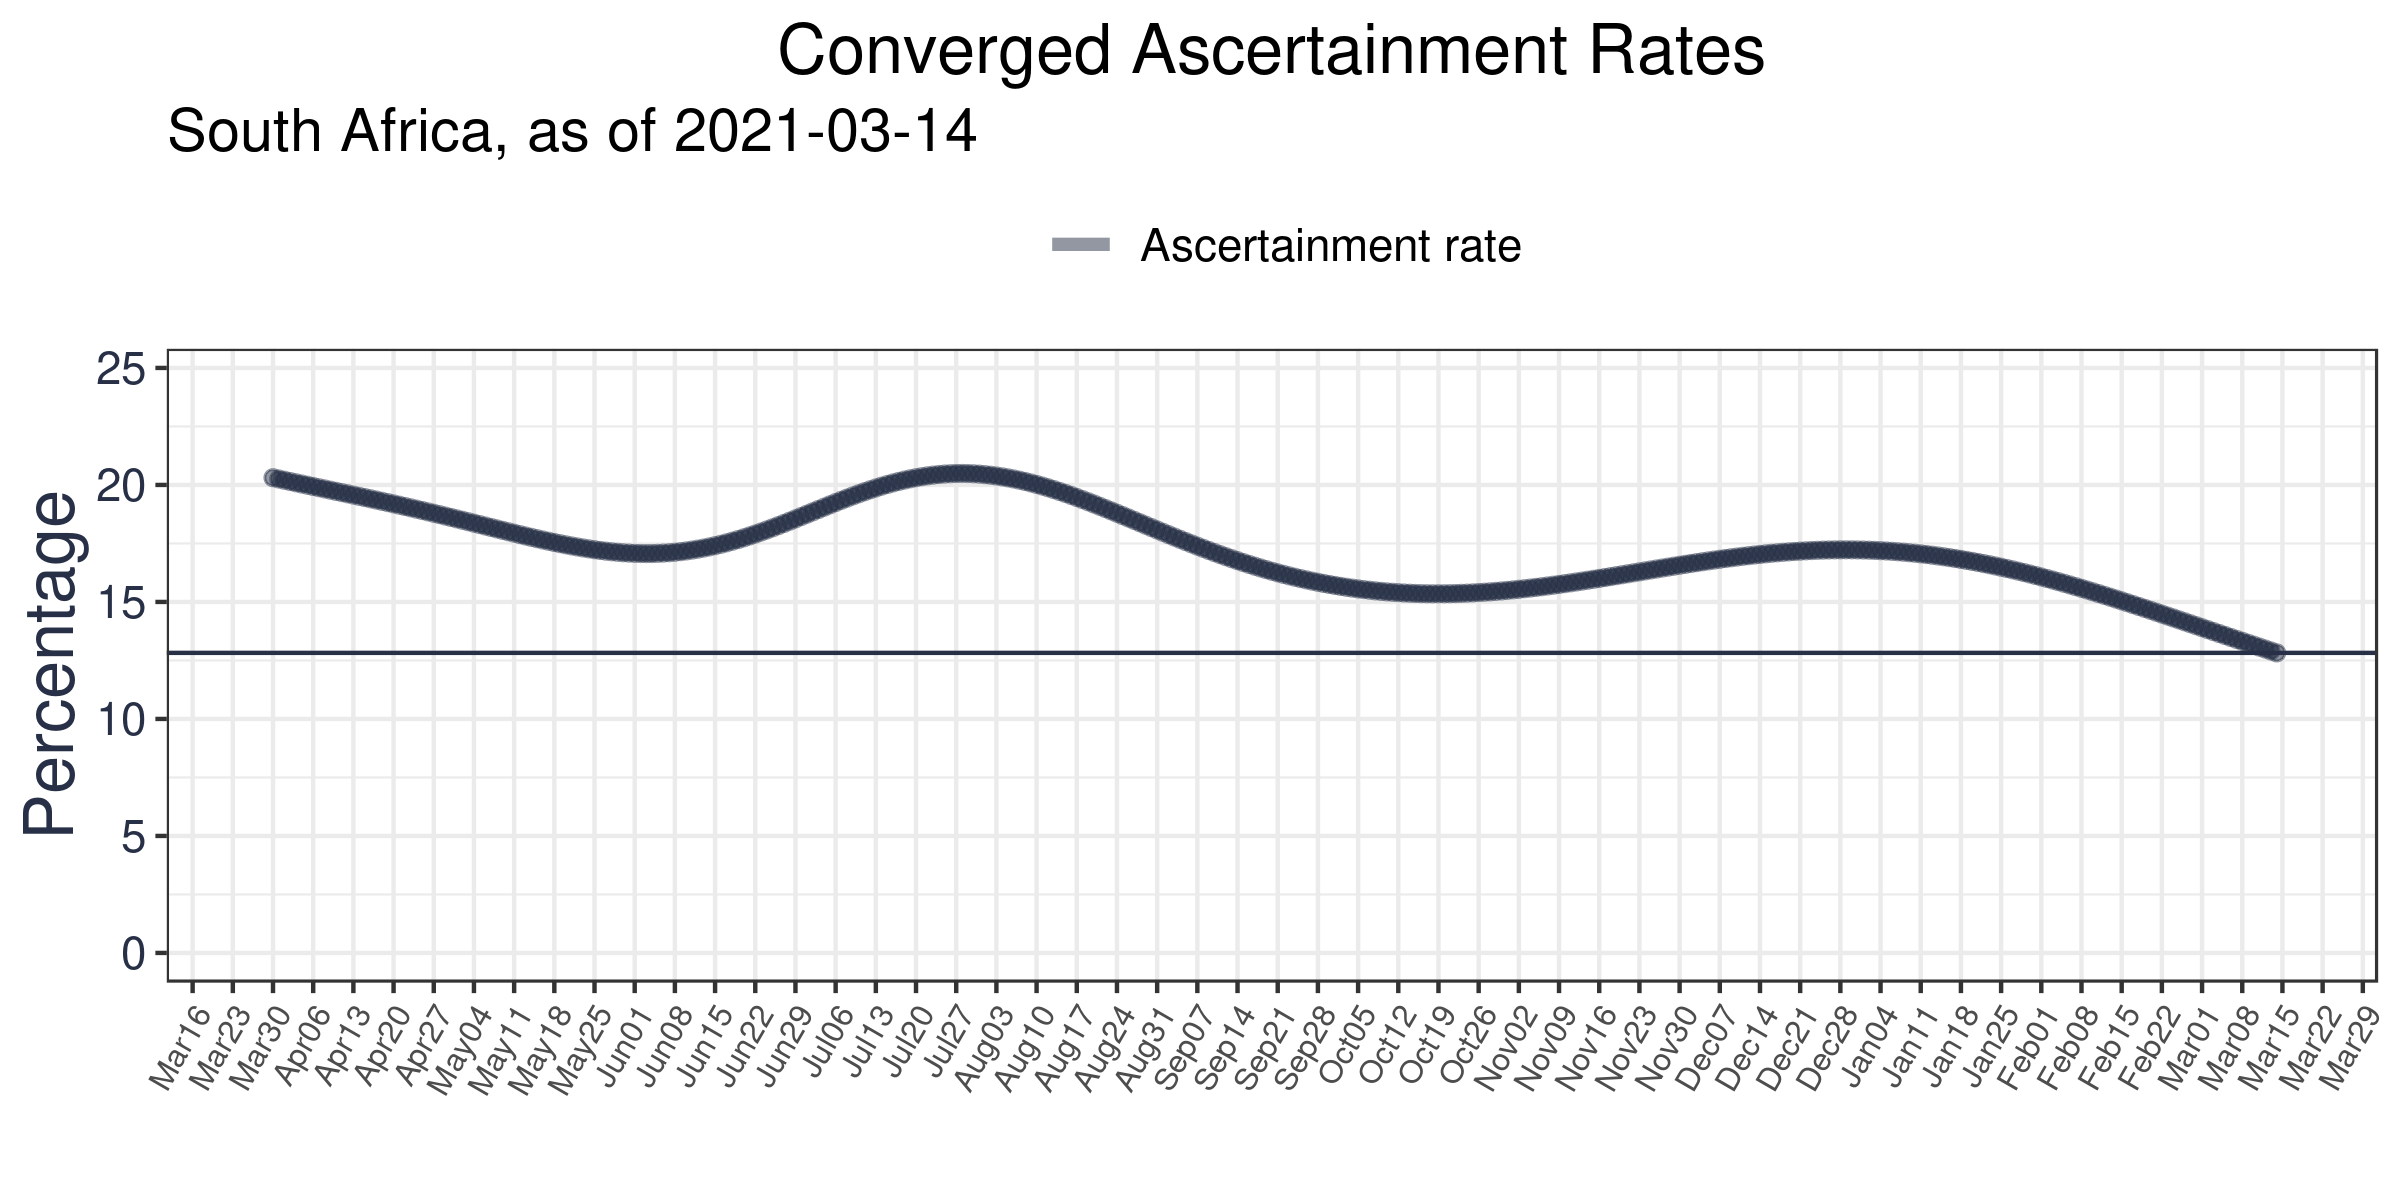 Converged Ascertainment Rates
South Africa, as of 2021-03-14
Ascertainment rate
Percentage
25
20
15
10
5
0
Mar16 Mar23 Mar30 Apr06 Apr13 Apr20 Apr27 May04 May11 May18 May25 Jun01 Jun08 Jun15 Jun22 Jun29 Jul06 Jul13 Jul20 Jul27 Aug03 Aug10 Aug17 Aug24 Aug31 Sep07 Sep14 Sep21 Sep28 Oct05 Oct12 Oct19 Oct26 Nov02 Nov09 Nov16 Nov23 Nov30 Dec07 Dec14 Dec21 Dec28 Jan04 Jan11 Jan18 Jan25 Feb01 Feb08 Feb15 Feb22 Mar01 Mar08 Mar15 Mar22 Mar29